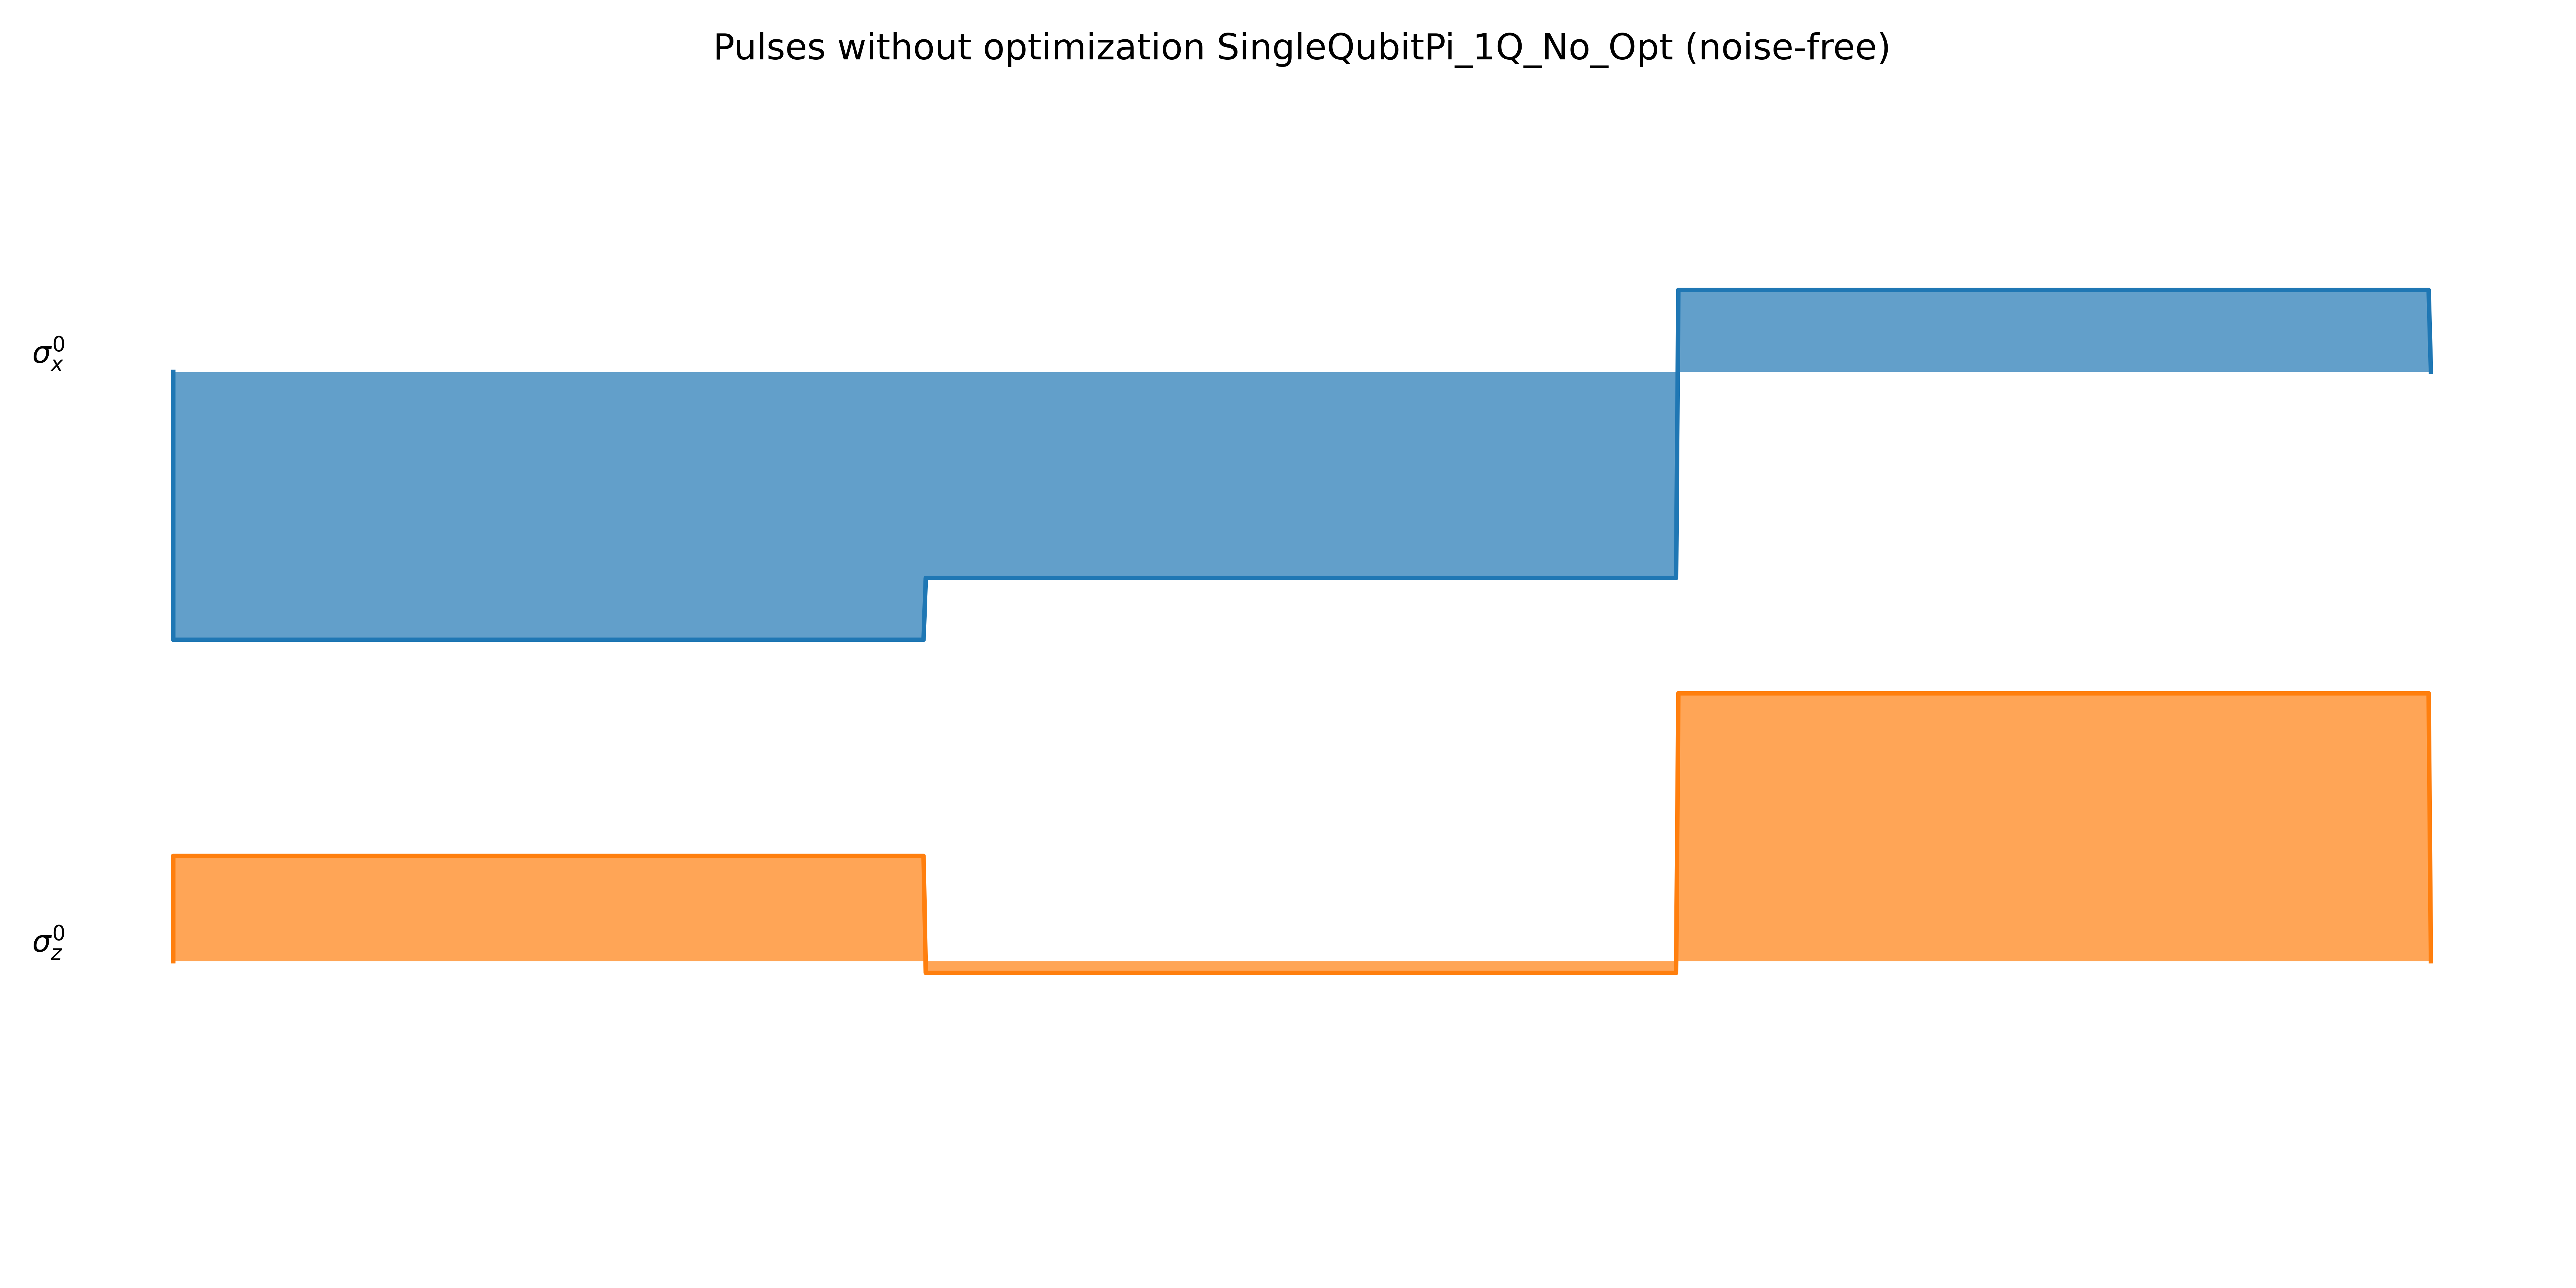 Pulses without optimization SingleQubitPi_1Q_No_Opt (noise-free)
σ_x^0
σ_z^0